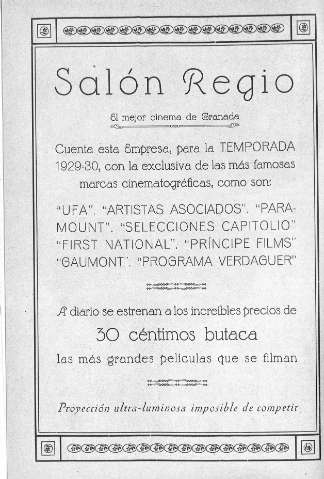 Salón Regio
El mejor cinema de Granada
Cuenta esta Empresa, para la TEMPORADA
1929-30, con la exclusiva de las más famosas
marcas cinematográficas, como son:
"UFA". "ARTISTAS ASOCIADOS". "PARA-
MOUNT". "SELECCIONES CAPITOLIO"
"FIRST NATIONAL". "PRÍNCIPE FILMS"
"GAUMONT". "PROGRAMA VERDAGUER"
A diario se estrenan a los increíbles precios de
30 céntimos butaca
las más grandes películas que se filman
Proyección ultra-luminosa imposible de competir